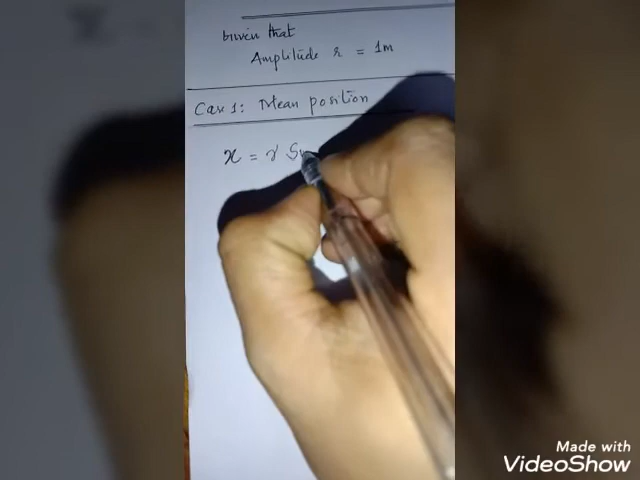 Given that
Amplitude r = 1m
Case 1: Mean position
x = r S
Made with
VideoShow